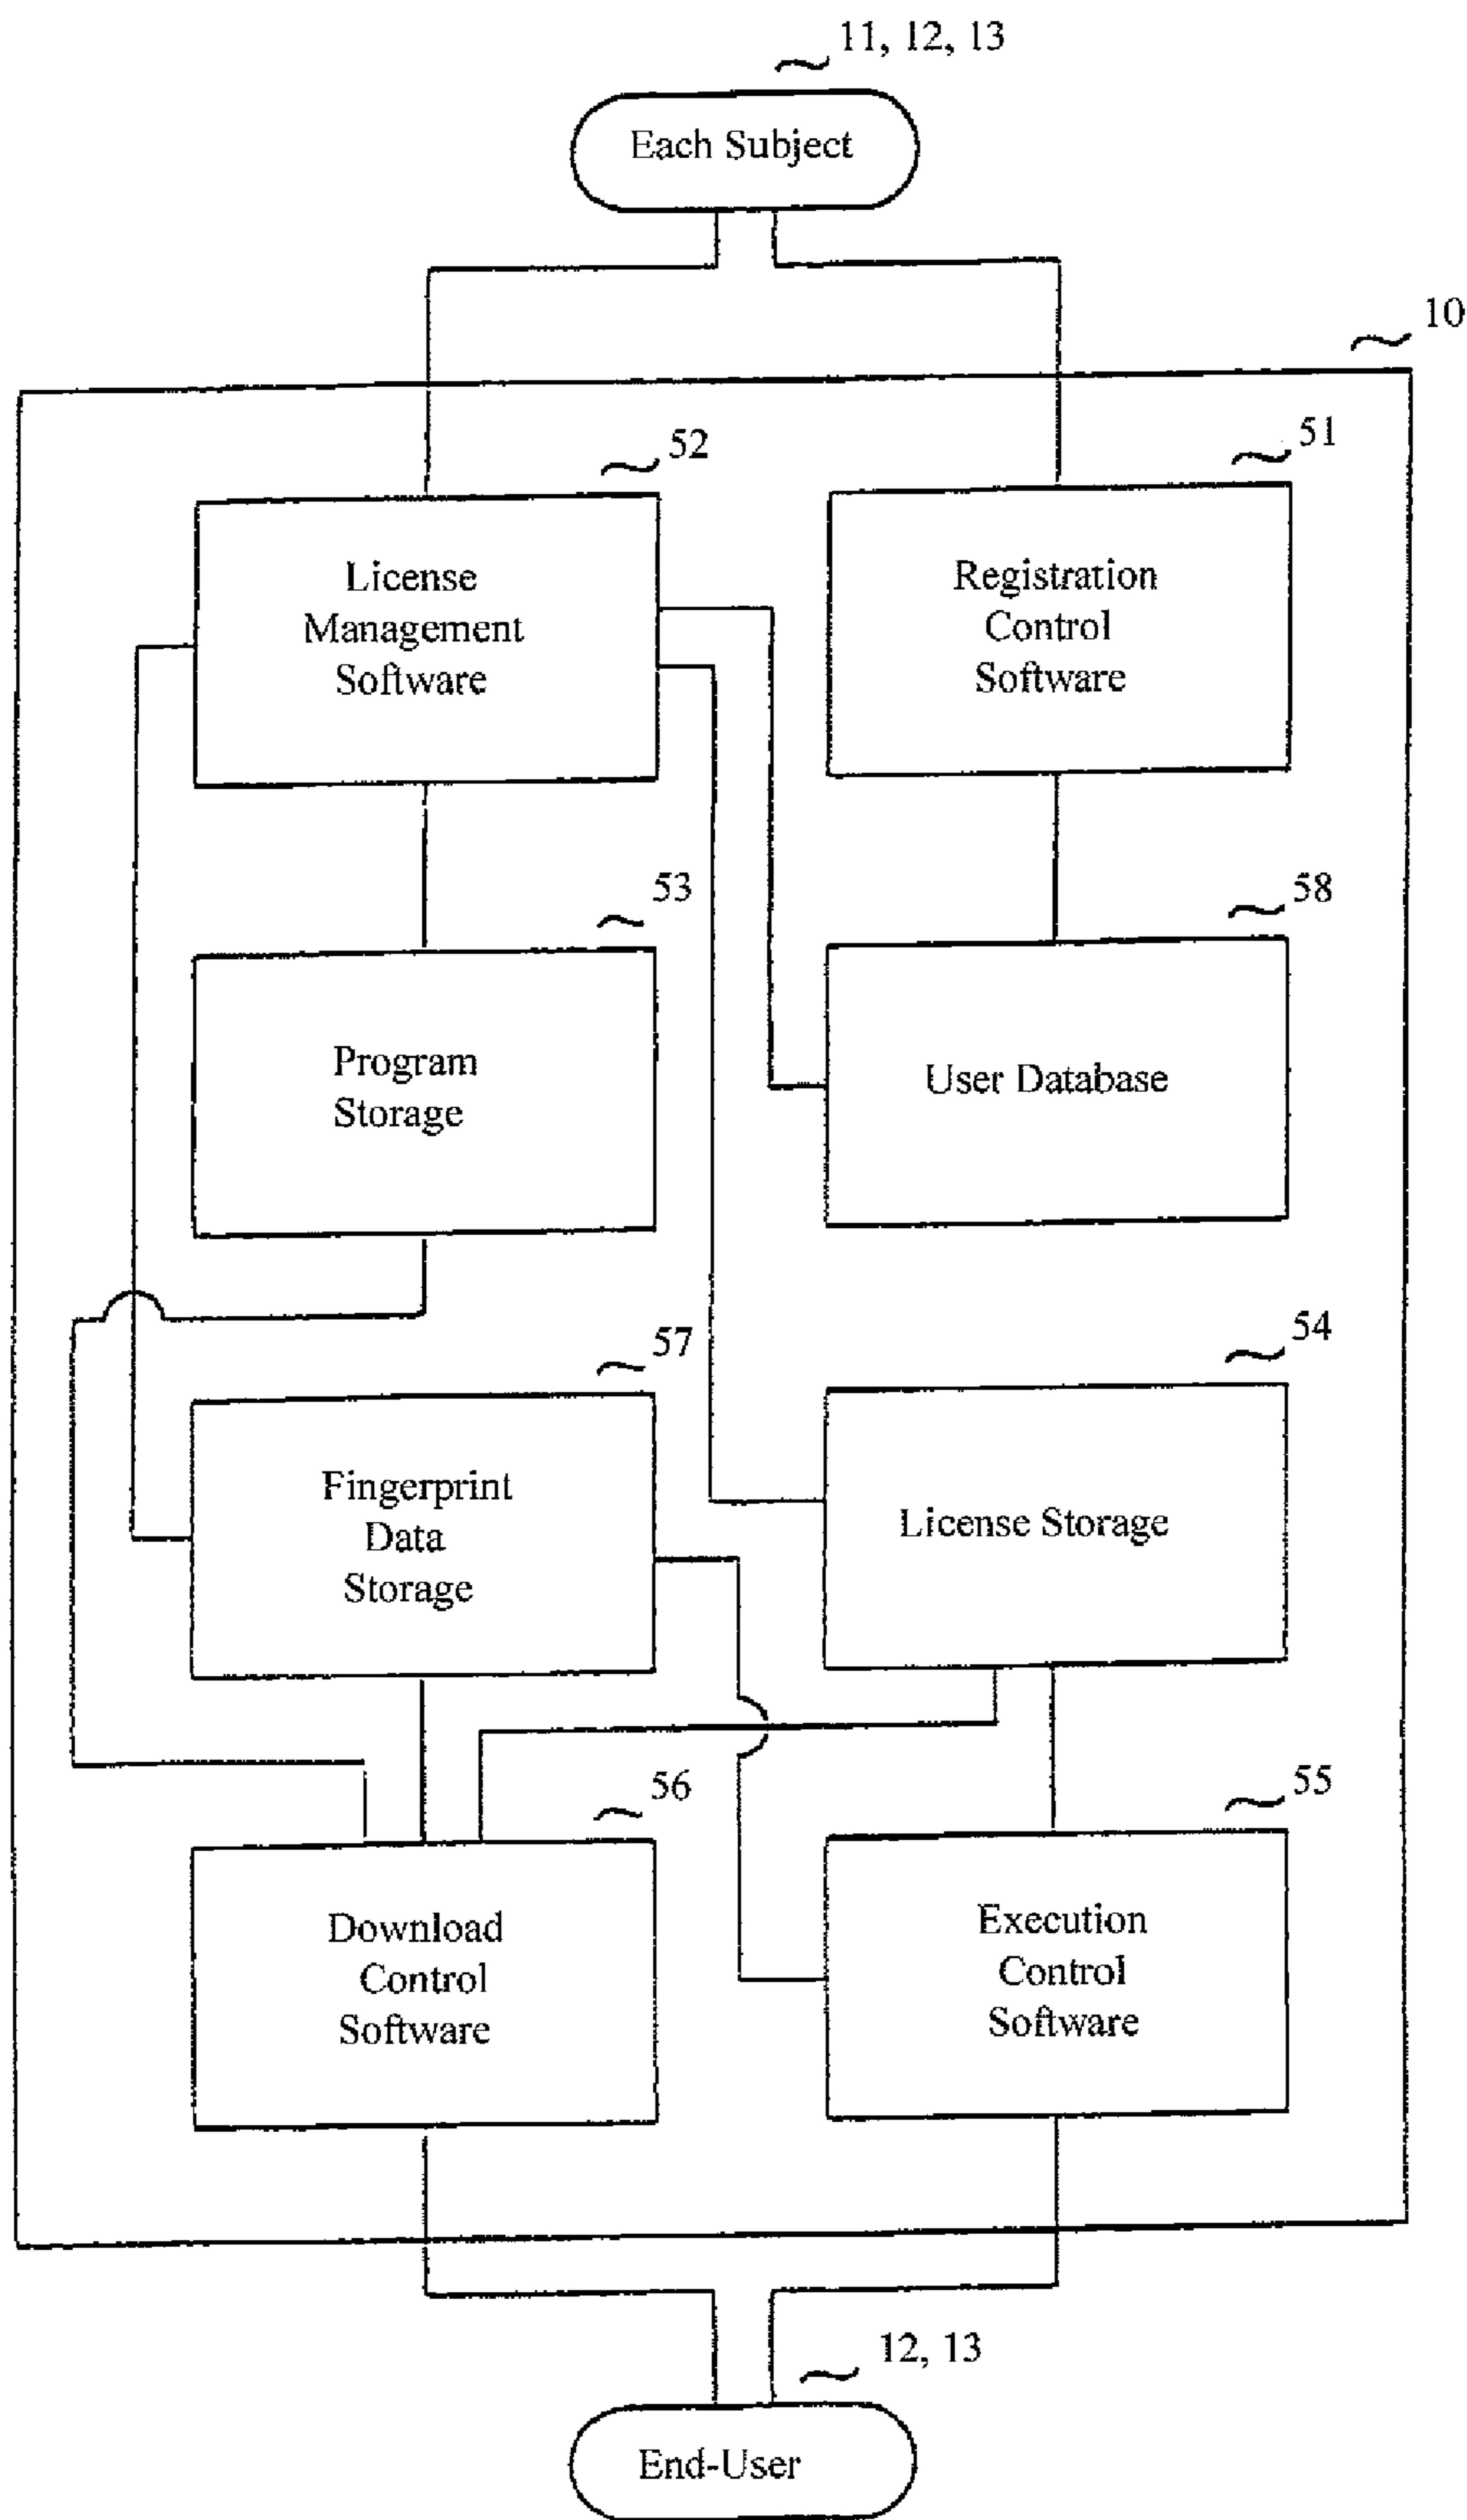 11, 12, 13
Each Subject
10
52
51
License
Management
Software
Registration
Control
Software
53
58
Program
Storage
User Database
57
54
Fingerprint
Data
Storage
License Storage
56
55
Download
Control
Software
Execution
Control
Software
12, 13
End-User